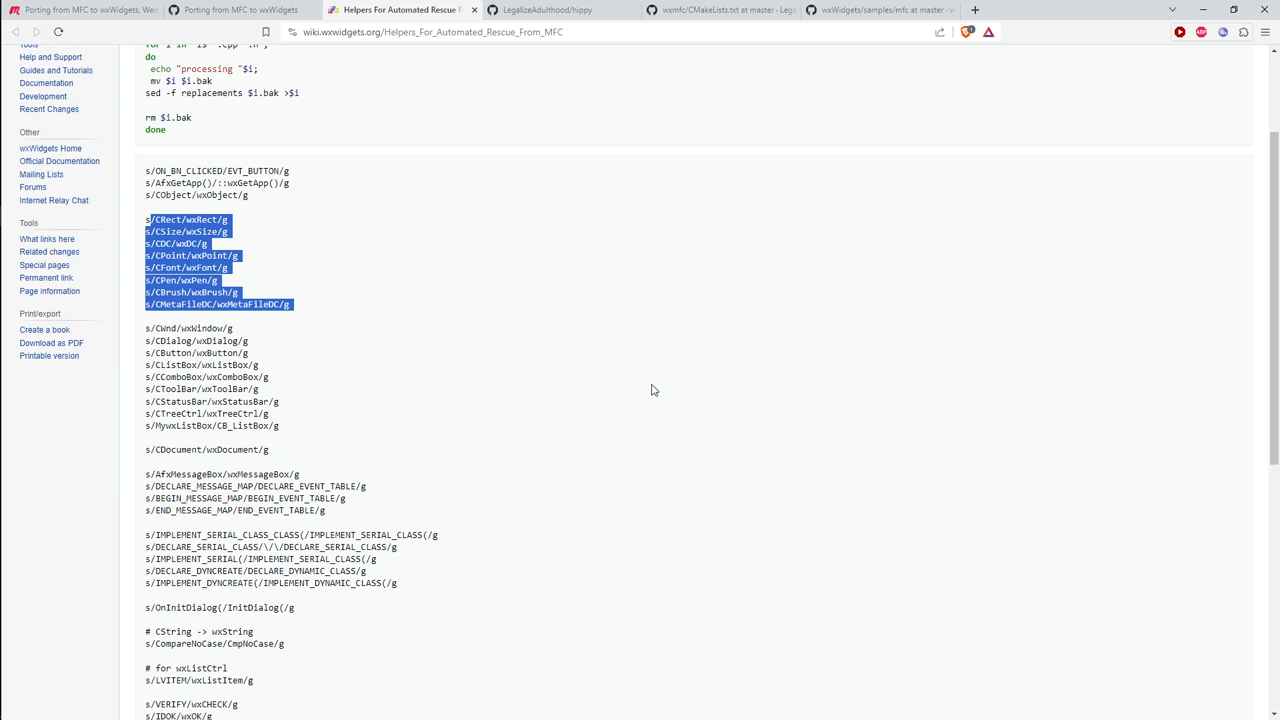 Porting from MFC to wxWidgets, Wed
Porting from MFC to wxWidgets
Helpers For Automated Rescue F
LegalizeAdulthood/hippy
wxmfc/CMakeLists.txt at master · Lega
wxWidgets/samples/mfc at master · w
wiki.wxwidgets.org/Helpers_For_Automated_Rescue_From_MFC
Tools
Help and Support
Guides and Tutorials
Documentation
Development
Recent Changes
Other
wxWidgets Home
Official Documentation
Mailing Lists
Forums
Internet Relay Chat
Tools
What links here
Related changes
Special pages
Permanent link
Page information
Print/export
Create a book
Download as PDF
Printable version
for i in `ls *.cpp *.h`;
do
echo "processing "$i;
mv $i $i.bak
sed -f replacements $i.bak >$i
rm $i.bak
done
s/ON_BN_CLICKED/EVT_BUTTON/g
s/AfxGetApp()/::wxGetApp()/g
s/CObject/wxObject/g
s/CRect/wxRect/g
s/CSize/wxSize/g
s/CDC/wxDC/g
s/CPoint/wxPoint/g
s/CFont/wxFont/g
s/CPen/wxPen/g
s/CBrush/wxBrush/g
s/CMetaFileDC/wxMetaFileDC/g
s/CWnd/wxWindow/g
s/CDialog/wxDialog/g
s/CButton/wxButton/g
s/CListBox/wxListBox/g
s/CComboBox/wxComboBox/g
s/CToolBar/wxToolBar/g
s/CStatusBar/wxStatusBar/g
s/CTreeCtrl/wxTreeCtrl/g
s/MywxListBox/CB_ListBox/g
s/CDocument/wxDocument/g
s/AfxMessageBox/wxMessageBox/g
s/DECLARE_MESSAGE_MAP/DECLARE_EVENT_TABLE/g
s/BEGIN_MESSAGE_MAP/BEGIN_EVENT_TABLE/g
s/END_MESSAGE_MAP/END_EVENT_TABLE/g
s/IMPLEMENT_SERIAL_CLASS_CLASS(/IMPLEMENT_SERIAL_CLASS(/g
s/DECLARE_SERIAL_CLASS/\/\/DECLARE_SERIAL_CLASS/g
s/IMPLEMENT_SERIAL(/IMPLEMENT_SERIAL_CLASS(/g
s/DECLARE_DYNCREATE/DECLARE_DYNAMIC_CLASS/g
s/IMPLEMENT_DYNCREATE(/IMPLEMENT_DYNAMIC_CLASS(/g
s/OnInitDialog(/InitDialog(/g
# CString -> wxString
s/CompareNoCase/CmpNoCase/g
# for wxListCtrl
s/LVITEM/wxListItem/g
s/VERIFY/wxCHECK/g
s/IDOK/wxOK/g